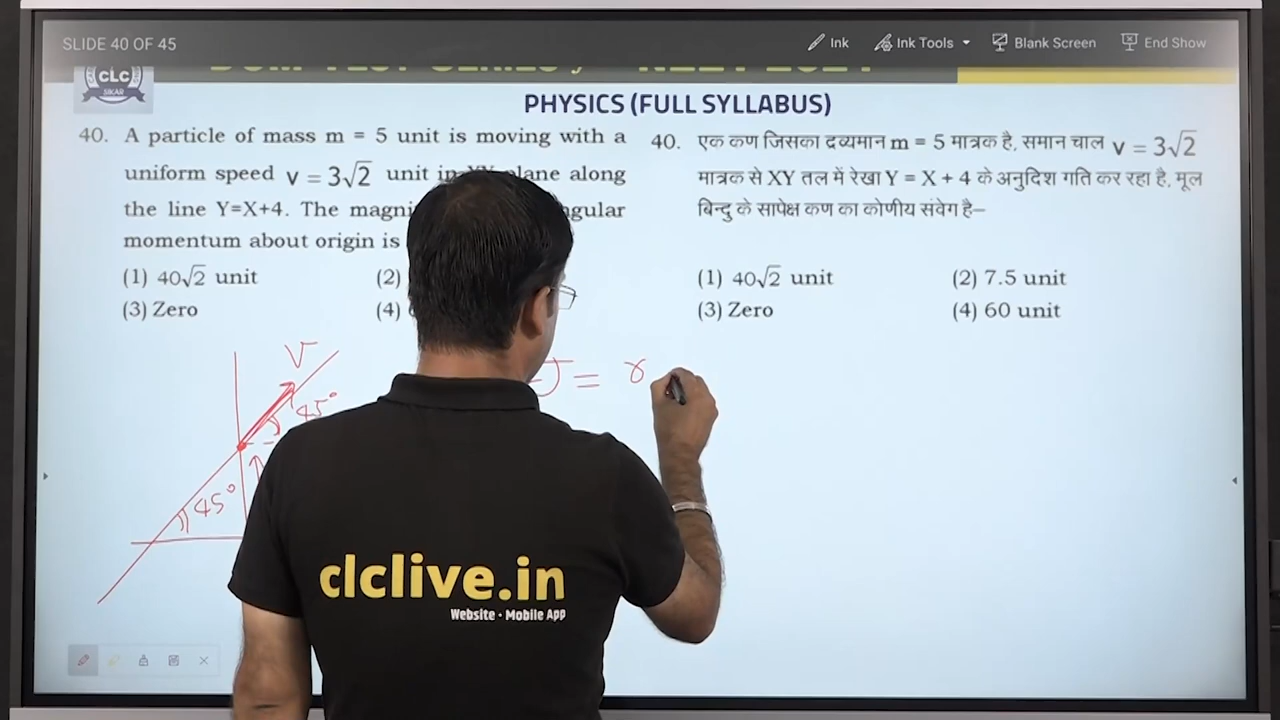 SLIDE 40 OF 45
Ink
Ink Tools
Blank Screen
End Show
CLC
SIKAR
PHYSICS (FULL SYLLABUS)
40. A particle of mass m = 5 unit is moving with a
uniform speed v = 3√2 unit in plane along
the line Y=X+4. The
momentum about origin is
(1) 40√2 unit
(2)
(3) Zero
(4)
40. एक कण जिसका द्रव्यमान m = 5 मात्रक है, समान चाल v = 3√2
मात्रक से XY तल में रेखा Y = X + 4 के अनुदिश गति कर रहा है, मूल
बिन्दु के सापेक्ष कण का कोणीय संवेग है–
(1) 40√2 unit
(2) 7.5 unit
(3) Zero
(4) 60 unit
V
45°
45°
J = r
clclive.in
Website • Mobile App